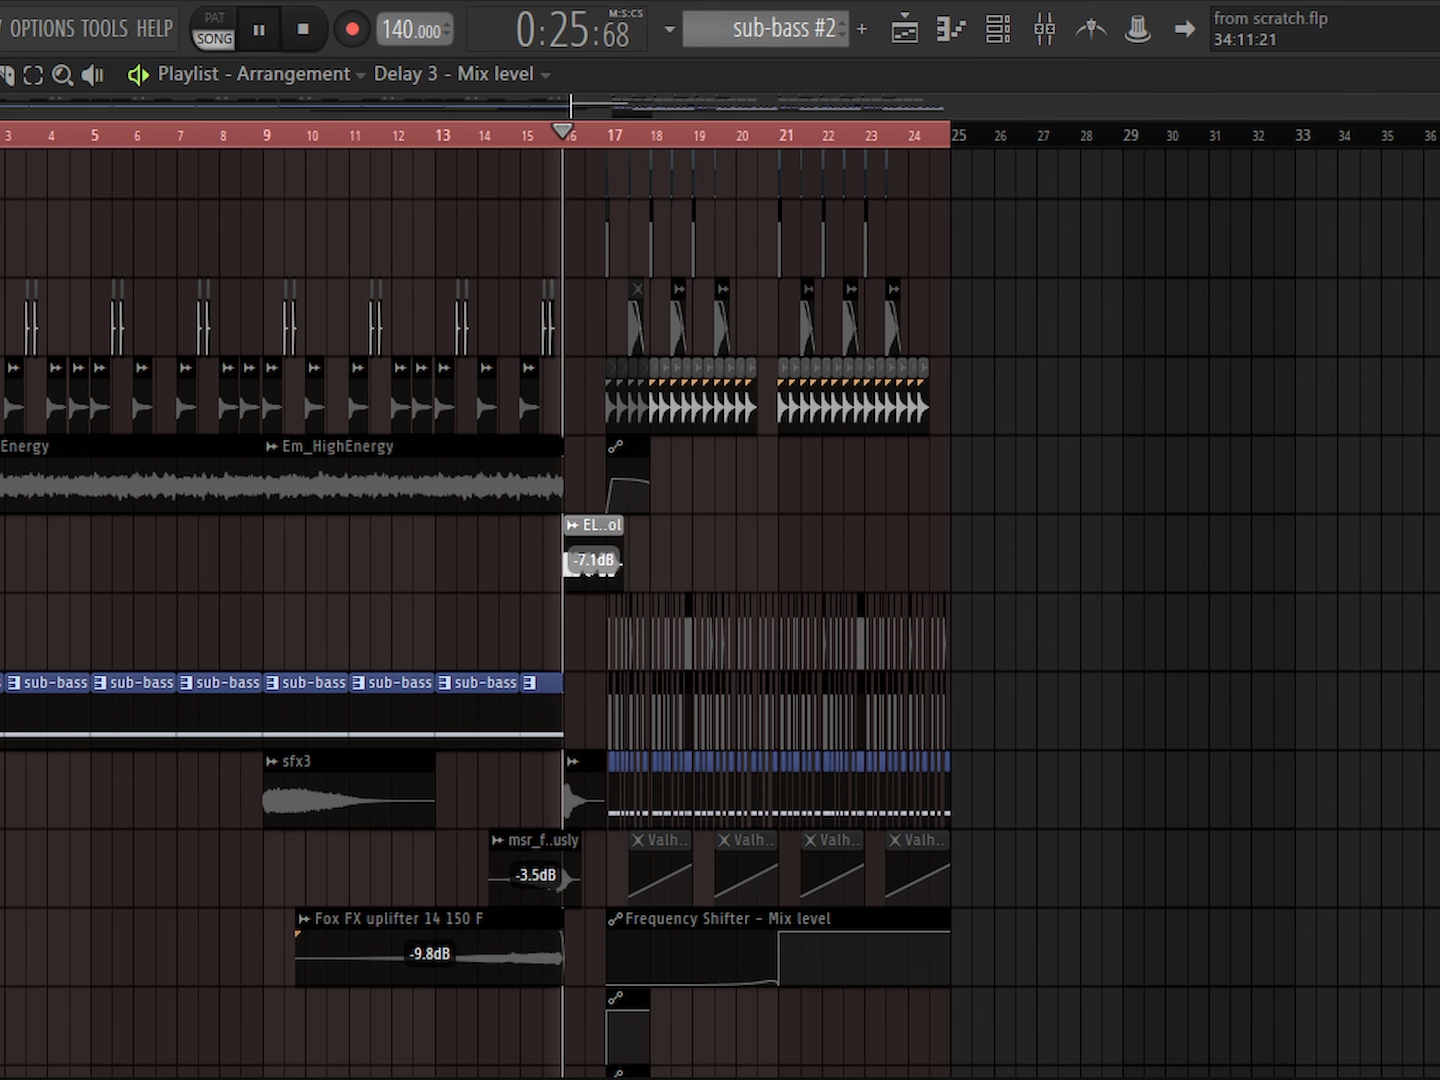 OPTIONS TOOLS HELP
PAT
SONG
140.000
0:25:68
M:S:CS
sub-bass #2
+
from scratch.flp
34:11:21
Playlist - Arrangement
Delay 3 - Mix level
3 4 5 6 7 8 9 10 11 12 13 14 15 16 17 18 19 20 21 22 23 24 25 26 27 28 29 30 31 32 33 34 35 36
Energy
Em_HighEnergy
EL..ol
-7.1dB
sub-bass sub-bass sub-bass sub-bass sub-bass sub-bass
sfx3
msr_f..usly
Valh.. Valh.. Valh.. Valh..
-3.5dB
Fox FX uplifter 14 150 F
Frequency Shifter - Mix level
-9.8dB